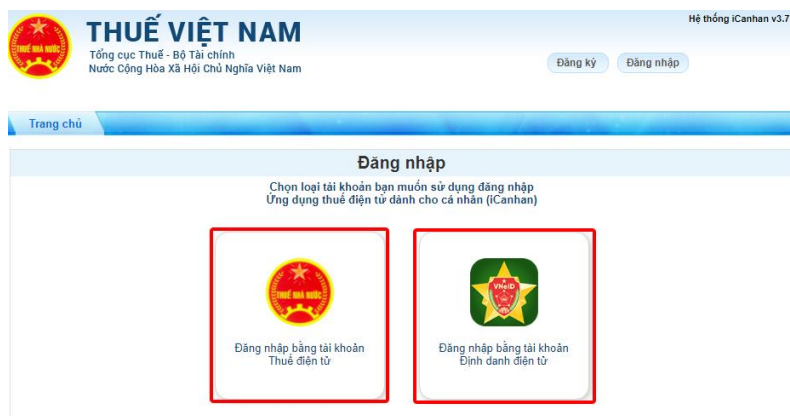 Hệ thống iCanhan v3.7
THUẾ NHÀ NƯỚC
THUẾ VIỆT NAM
Tổng cục Thuế - Bộ Tài chính
Nước Cộng Hòa Xã Hội Chủ Nghĩa Việt Nam
Đăng ký
Đăng nhập
Trang chủ
Đăng nhập
Chọn loại tài khoản bạn muốn sử dụng đăng nhập
Ứng dụng thuế điện tử dành cho cá nhân (iCanhan)
THUẾ NHÀ NƯỚC
VNeID
Đăng nhập bằng tài khoản
Thuế điện tử
Đăng nhập bằng tài khoản
Định danh điện tử